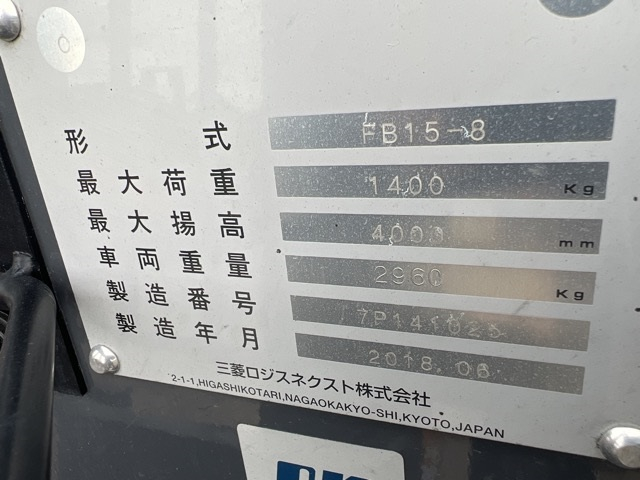 形式 FB15-8
最大荷重 1400 Kg
最大揚高 4000 mm
車両重量 2960 Kg
製造番号
製造年月 2018.06
三菱ロジスネクスト株式会社
2-1-1,HIGASHIKOTARI,NAGAOKAKYO-SHI,KYOTO,JAPAN